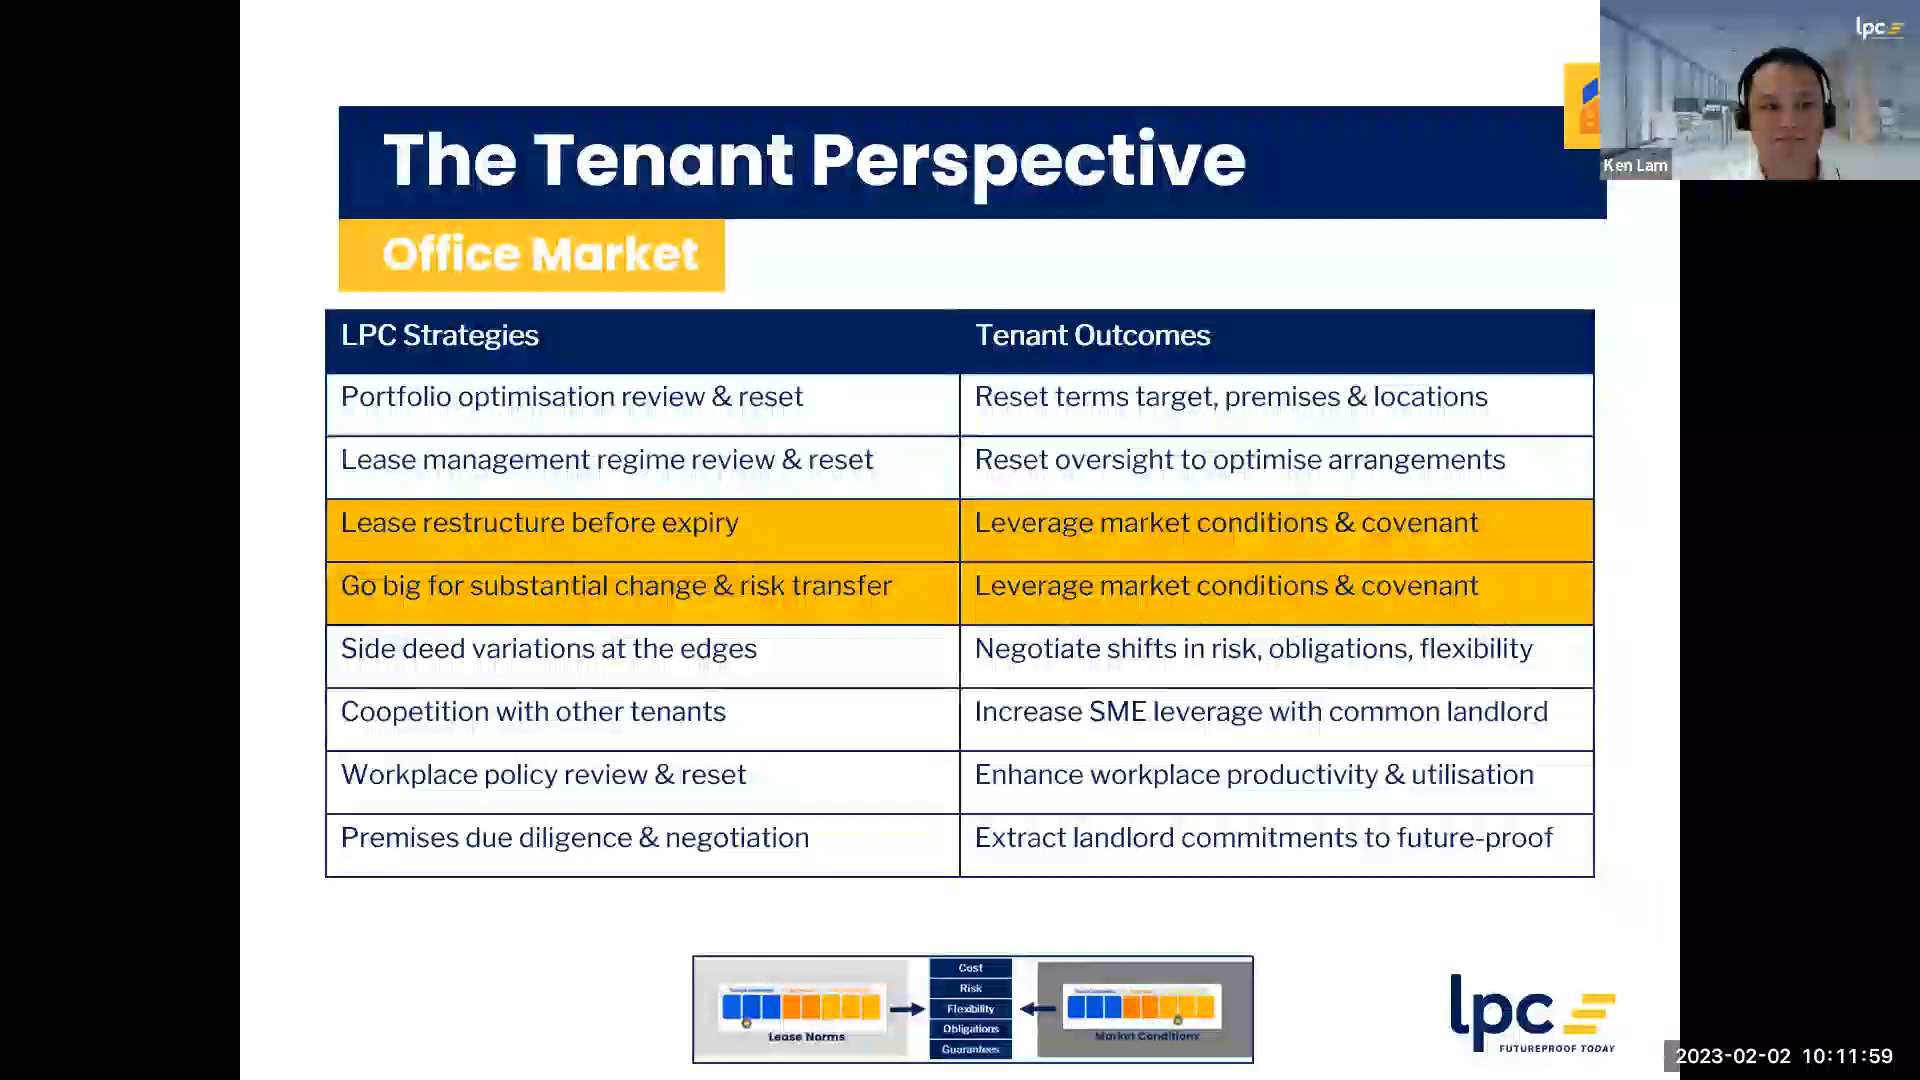 lpc
Ken Lam
The Tenant Perspective
Office Market
LPC Strategies
Tenant Outcomes
Portfolio optimisation review & reset
Reset terms target, premises & locations
Lease management regime review & reset
Reset oversight to optimise arrangements
Lease restructure before expiry
Leverage market conditions & covenant
Go big for substantial change & risk transfer
Leverage market conditions & covenant
Side deed variations at the edges
Negotiate shifts in risk, obligations, flexibility
Coopetition with other tenants
Increase SME leverage with common landlord
Workplace policy review & reset
Enhance workplace productivity & utilisation
Premises due diligence & negotiation
Extract landlord commitments to future-proof
Lease Norms
Cost
Risk
Flexibility
Obligations
Guarantees
Market Conditions
lpc
FUTUREPROOF TODAY
2023-02-02 10:11:59